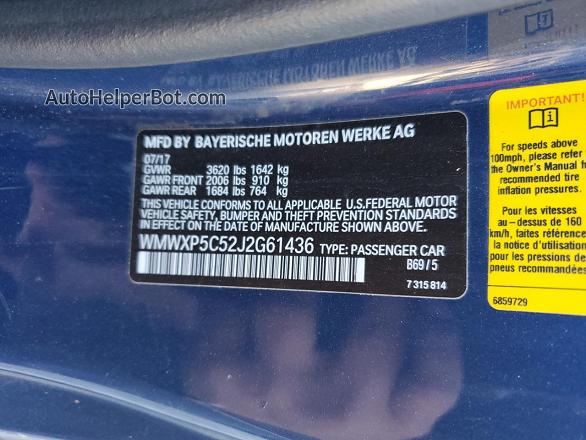 AutoHelperBot.com
MFD BY BAYERISCHE MOTOREN WERKE AG
07/17
GVWR 3620 lbs 1642 kg
GAWR FRONT 2006 lbs 910 kg
GAWR REAR 1684 lbs 764 kg
THIS VEHICLE CONFORMS TO ALL APPLICABLE U.S.FEDERAL MOTOR
VEHICLE SAFETY, BUMPER, AND THEFT PREVENTION STANDARDS
IN EFFECT ON THE DATE OF MANUFACTURE SHOWN ABOVE.
WMWXP5C52J2G61436 TYPE: PASSENGER CAR
B69 / 5
7 315 814
IMPORTANT!
For speeds above
100mph, please refer
the Owner's Manual
recommended tire
inflation pressures.
Pour les vitesses
au-dessus de 160
km/h, faites
la notice
pour les pressions de
recommandées.
6859729